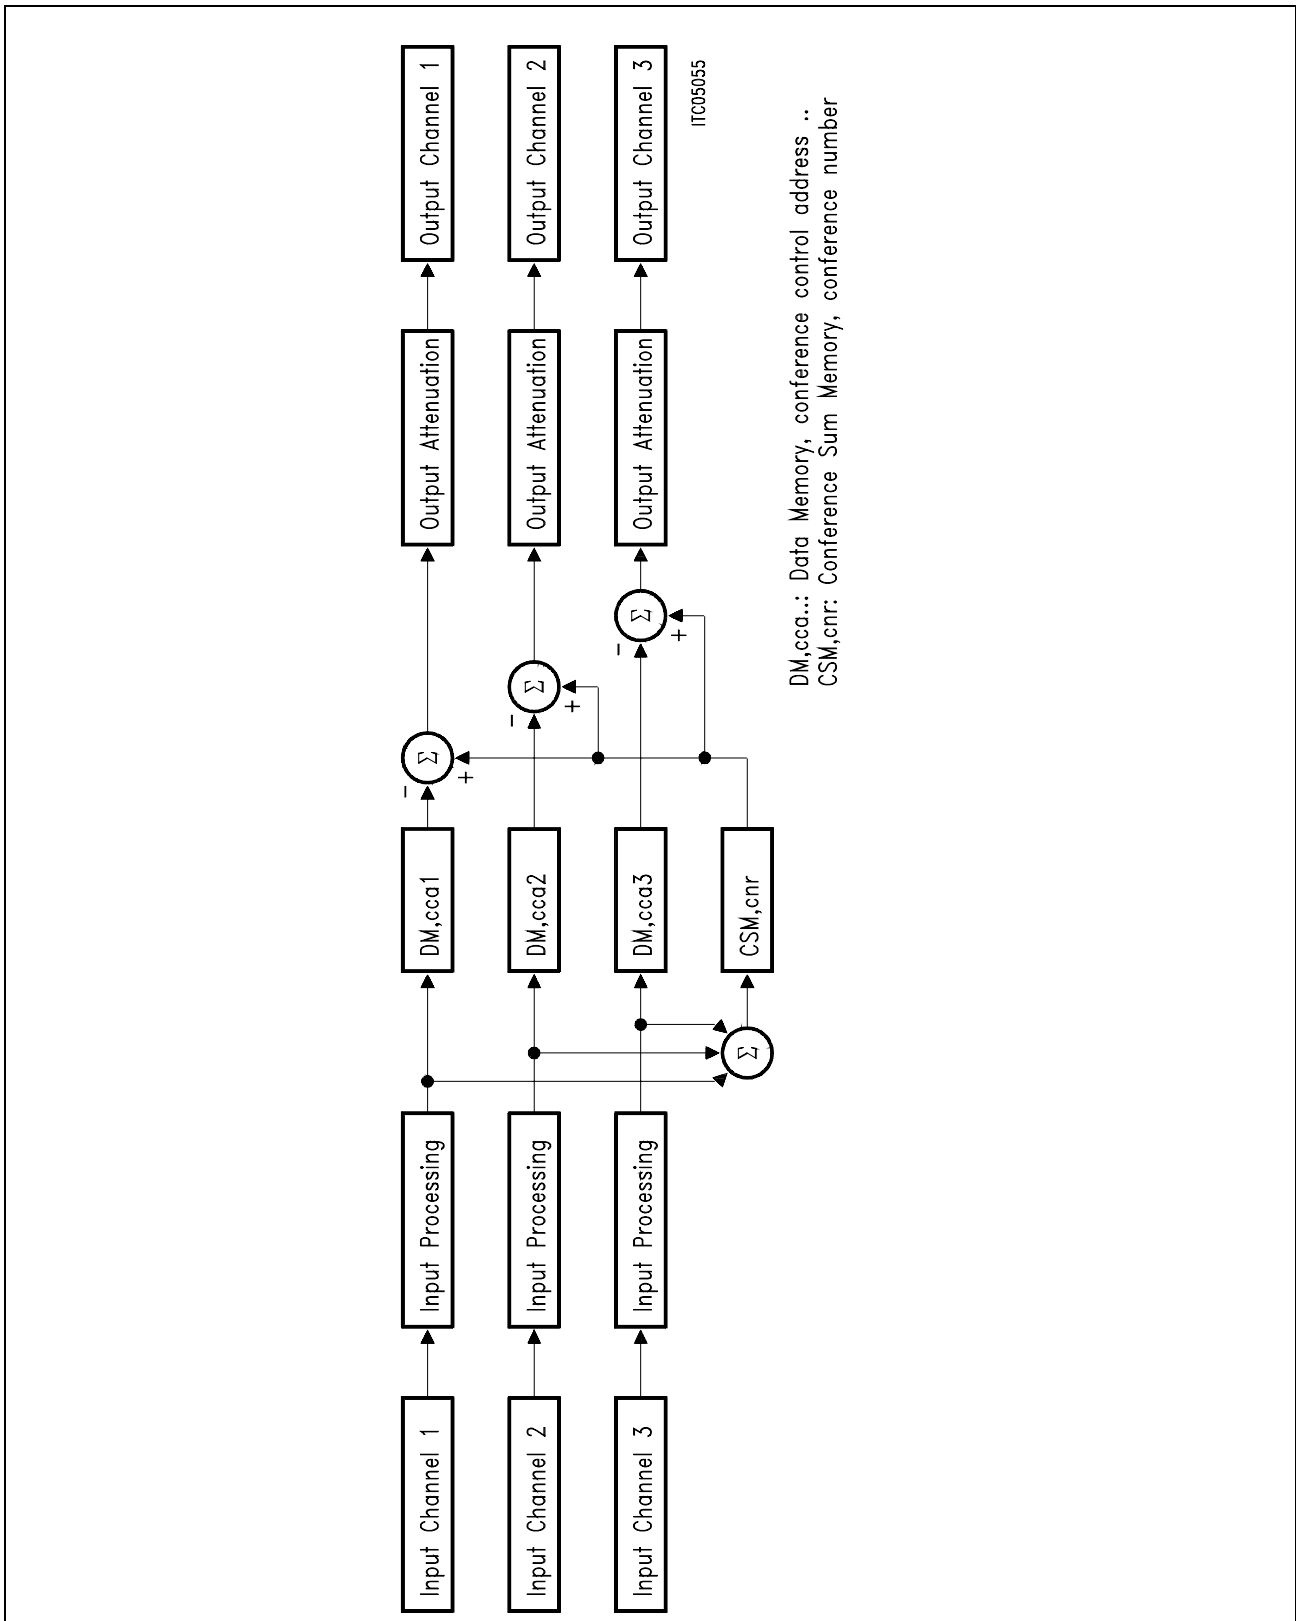 Input Channel 1
Input Processing
DM,cca1
-
+
Σ
Output Attenuation
Output Channel 1
Input Channel 2
Input Processing
DM,cca2
-
+
Σ
Output Attenuation
Output Channel 2
Input Channel 3
Input Processing
DM,cca3
-
+
Σ
Output Attenuation
Output Channel 3
Σ
CSM,cnr
ITC05055
DM,cca..: Data Memory, conference control address ..
CSM,cnr: Conference Sum Memory, conference number